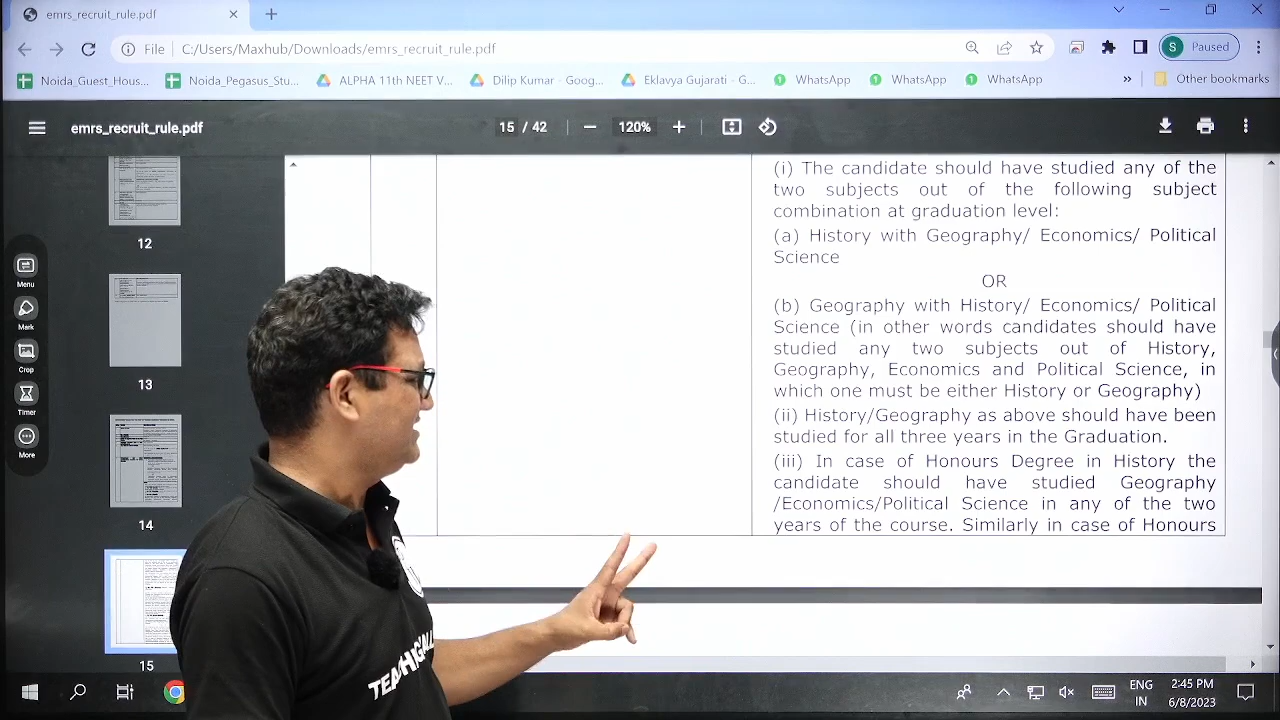 emrs_recruit_rule.pdf
File C:/Users/Maxhub/Downloads/emrs_recruit_rule.pdf
S Paused
Noida_Guest_Hous...
Noida_Pegasus_Stu...
ALPHA 11th NEET V...
Dilip Kumar - Goog...
Eklavya Gujarati - G...
1 WhatsApp
1 WhatsApp
1 WhatsApp
» Other bookmarks
emrs_recruit_rule.pdf
15 / 42
120%
12
13
14
15
Menu
Mark
Crop
Timer
More
(i) The candidate should have studied any of the
two subjects out of the following subject
combination at graduation level:
(a) History with Geography/ Economics/ Political
Science
OR
(b) Geography with History/ Economics/ Political
Science (in other words candidates should have
studied any two subjects out of History,
Geography, Economics and Political Science, in
which one must be either History or Geography)
(ii) History/Geography as above should have been
studied for all three years in the Graduation.
(iii) In case of Honours Degree in History the
candidate should have studied Geography
/Economics/Political Science in any of the two
years of the course. Similarly in case of Honours
ENG
IN
2:45 PM
6/8/2023